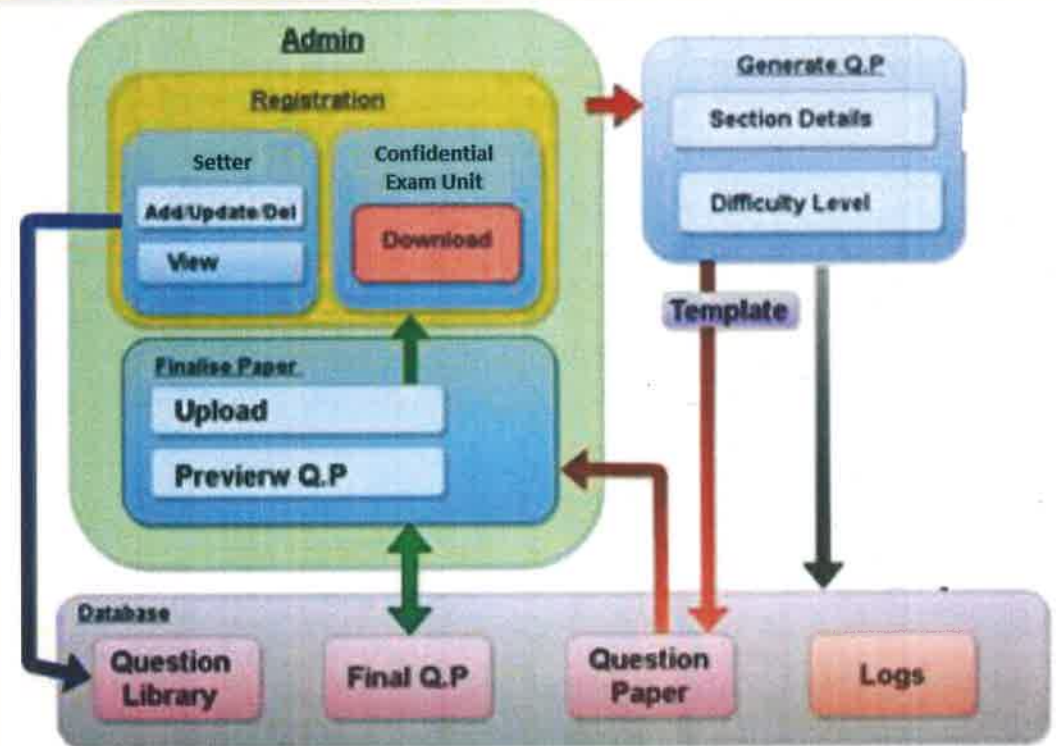 Admin
Registration
Setter
Add/Update/Del
View
Confidential
Exam Unit
Download
Finalise Paper
Upload
Previerw Q.P
Generate Q.P
Section Details
Difficulty Level
Template
Database
Question
Library
Final Q.P
Question
Paper
Logs